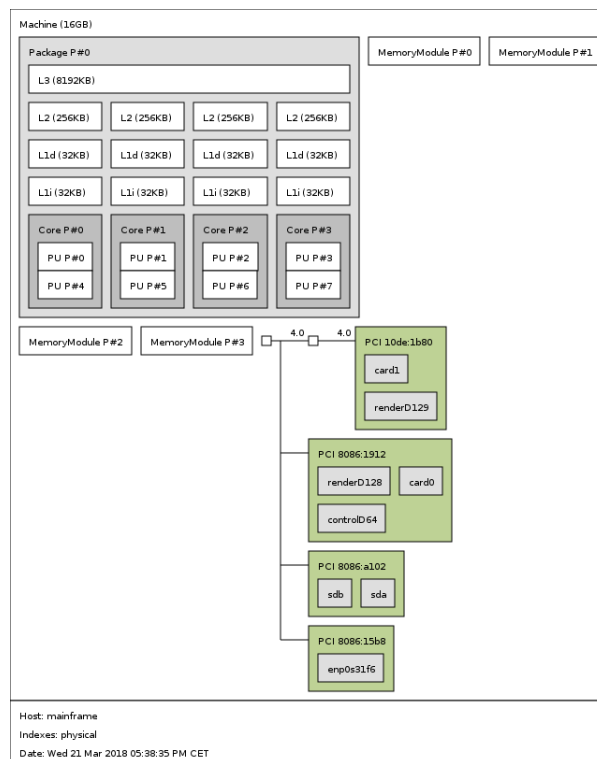 Machine (16GB)
Package P#0
MemoryModule P#0
MemoryModule P#1
L3 (8192KB)
L2 (256KB) L2 (256KB) L2 (256KB) L2 (256KB)
L1d (32KB) L1d (32KB) L1d (32KB) L1d (32KB)
L1i (32KB) L1i (32KB) L1i (32KB) L1i (32KB)
Core P#0 Core P#1 Core P#2 Core P#3
PU P#0 PU P#1 PU P#2 PU P#3
PU P#4 PU P#5 PU P#6 PU P#7
MemoryModule P#2
MemoryModule P#3
4.0 4.0
PCI 10de:1b80
card1
renderD129
PCI 8086:1912
renderD128 card0
controlD64
PCI 8086:a102
sdb sda
PCI 8086:15b8
enp0s31f6
Host: mainframe
Indexes: physical
Date: Wed 21 Mar 2018 05:38:35 PM CET